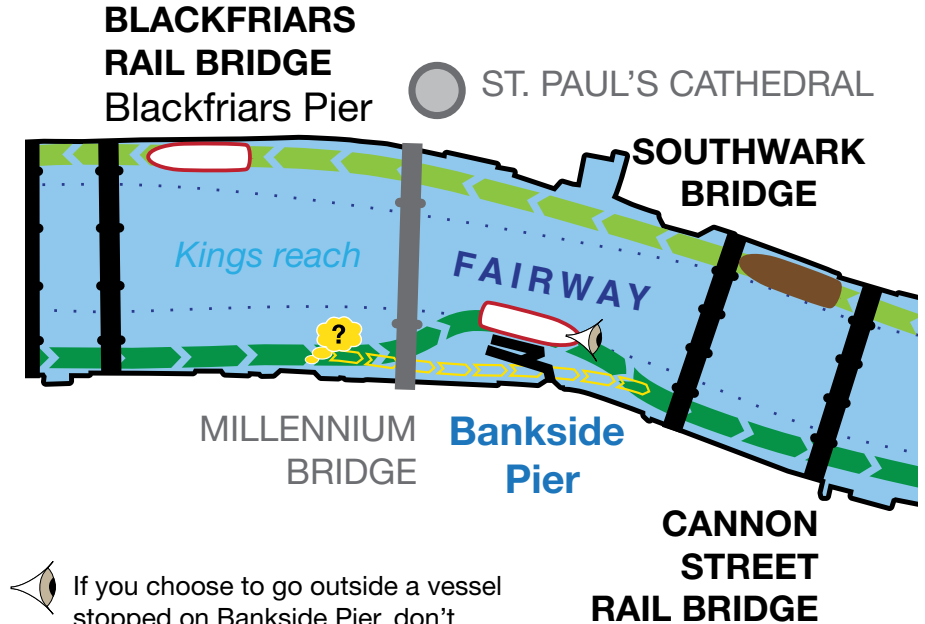 BLACKFRIARS
RAIL BRIDGE
Blackfriars Pier
ST. PAUL'S CATHEDRAL
SOUTHWARK
BRIDGE
Kings reach
FAIRWAY
?
MILLENNIUM
BRIDGE
Bankside
Pier
CANNON
STREET
RAIL BRIDGE
If you choose to go outside a vessel
stopped on Bankside Pier, don't